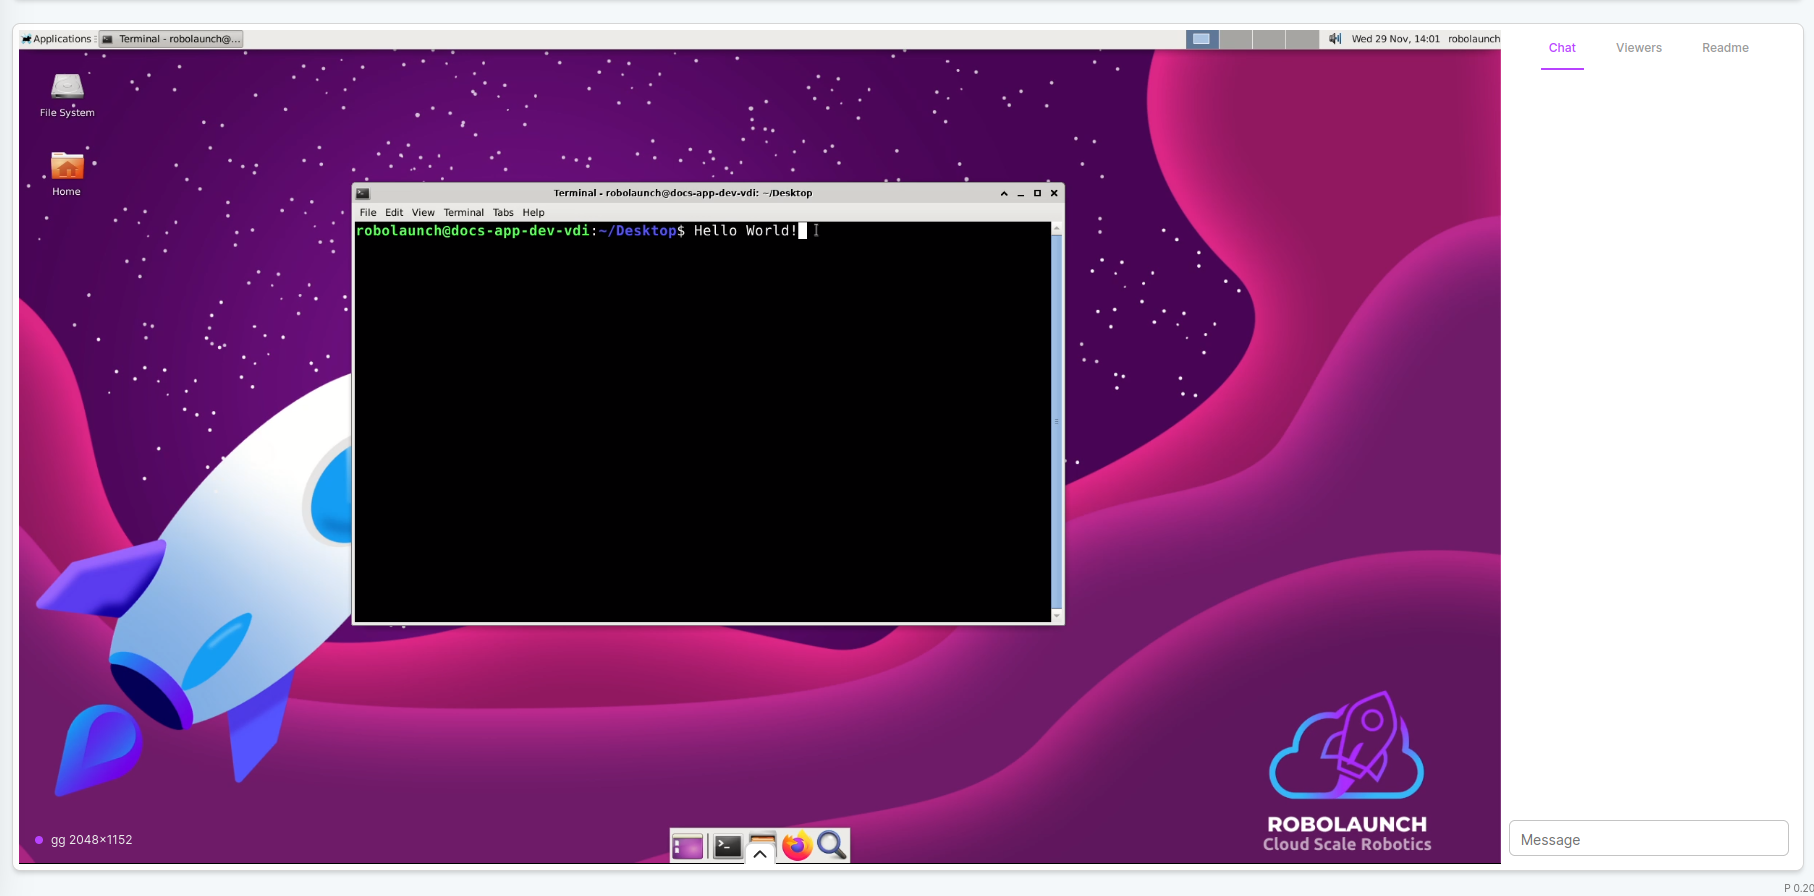 Applications
Terminal - robolaunch@...
Wed 29 Nov, 14:01 robolaunch
Chat
Viewers
Readme
File System
Home
Terminal - robolaunch@docs-app-dev-vdi: ~/Desktop
File Edit View Terminal Tabs Help
robolaunch@docs-app-dev-vdi:~/Desktop$ Hello World!
ROBOLAUNCH
Cloud Scale Robotics
gg 2048×1152
Message
P 0.20